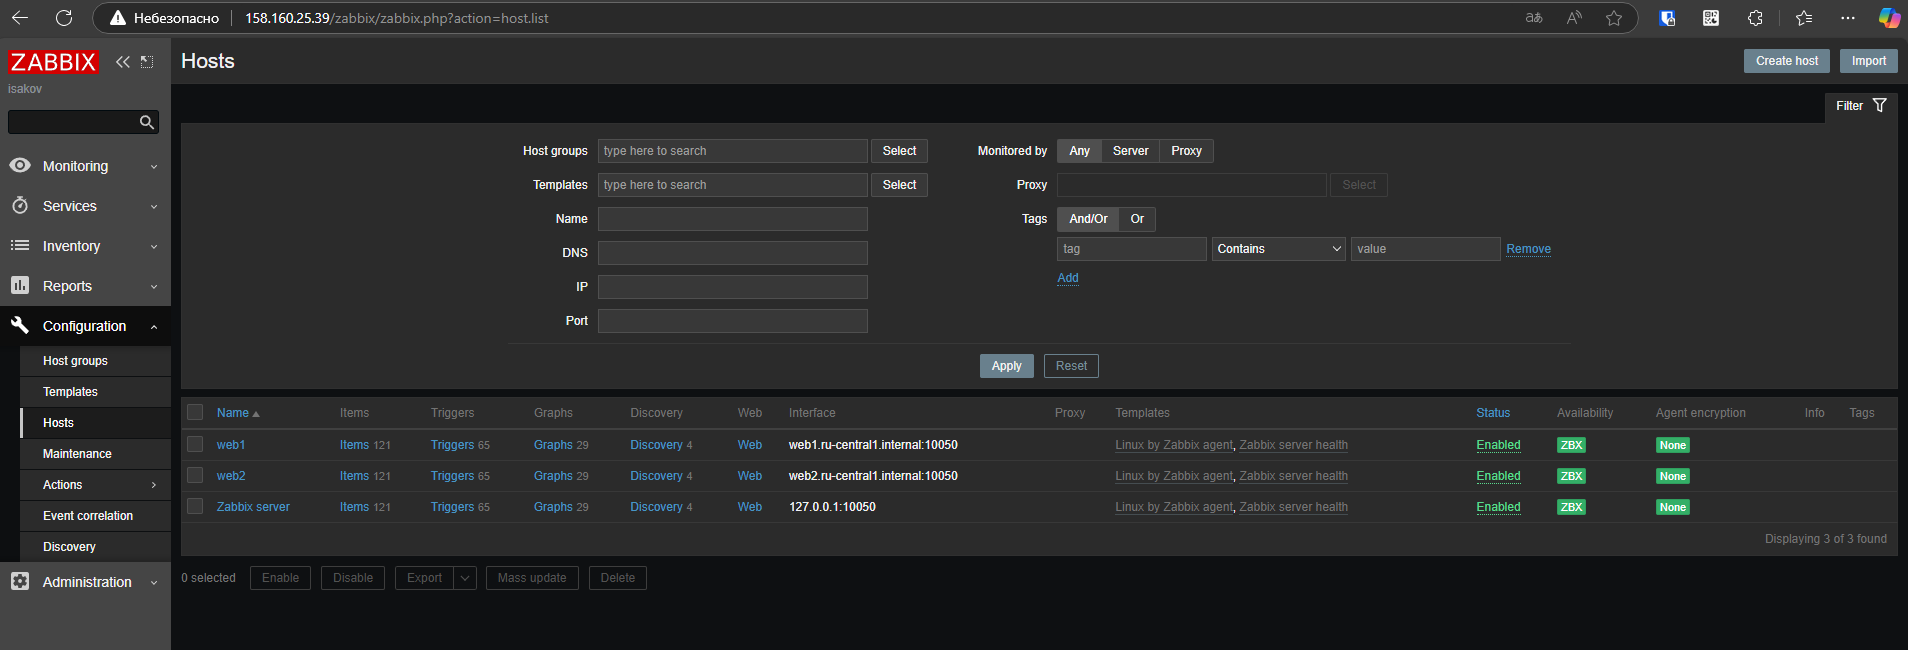 Небезопасно 158.160.25.39/zabbix/zabbix.php?action=host.list
ZABBIX
isakov
Monitoring
Services
Inventory
Reports
Configuration
Host groups
Templates
Hosts
Maintenance
Actions
Event correlation
Discovery
Administration
Hosts
Create host Import
Filter
Host groups type here to search Select
Templates type here to search Select
Name
DNS
IP
Port
Monitored by Any Server Proxy
Proxy Select
Tags And/Or Or
tag Contains value Remove
Add
Apply Reset
Name Items Triggers Graphs Discovery Web Interface Proxy Templates Status Availability Agent encryption Info Tags
web1 Items 121 Triggers 65 Graphs 29 Discovery 4 Web web1.ru-central1.internal:10050 Linux by Zabbix agent, Zabbix server health Enabled ZBX None
web2 Items 121 Triggers 65 Graphs 29 Discovery 4 Web web2.ru-central1.internal:10050 Linux by Zabbix agent, Zabbix server health Enabled ZBX None
Zabbix server Items 121 Triggers 65 Graphs 29 Discovery 4 Web 127.0.0.1:10050 Linux by Zabbix agent, Zabbix server health Enabled ZBX None
Displaying 3 of 3 found
0 selected Enable Disable Export Mass update Delete